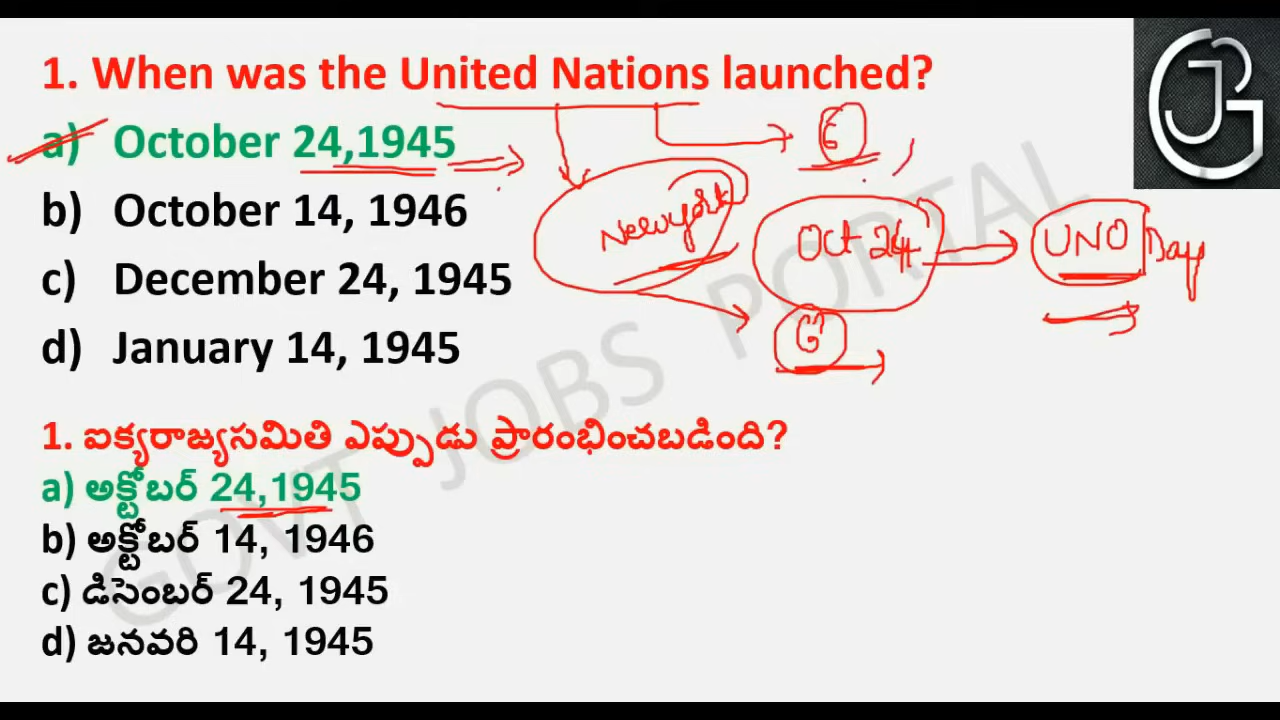 1. When was the United Nations launched?
a) October 24,1945
b) October 14, 1946
c) December 24, 1945
d) January 14, 1945
Newyork
Oct 24
UNO Day
G
1. ఐక్యరాజ్యసమితి ఎప్పుడు ప్రారంభించబడింది?
a) అక్టోబర్ 24,1945
b) అక్టోబర్ 14, 1946
c) డిసెంబర్ 24, 1945
d) జనవరి 14, 1945
GOVT JOBS PORTAL